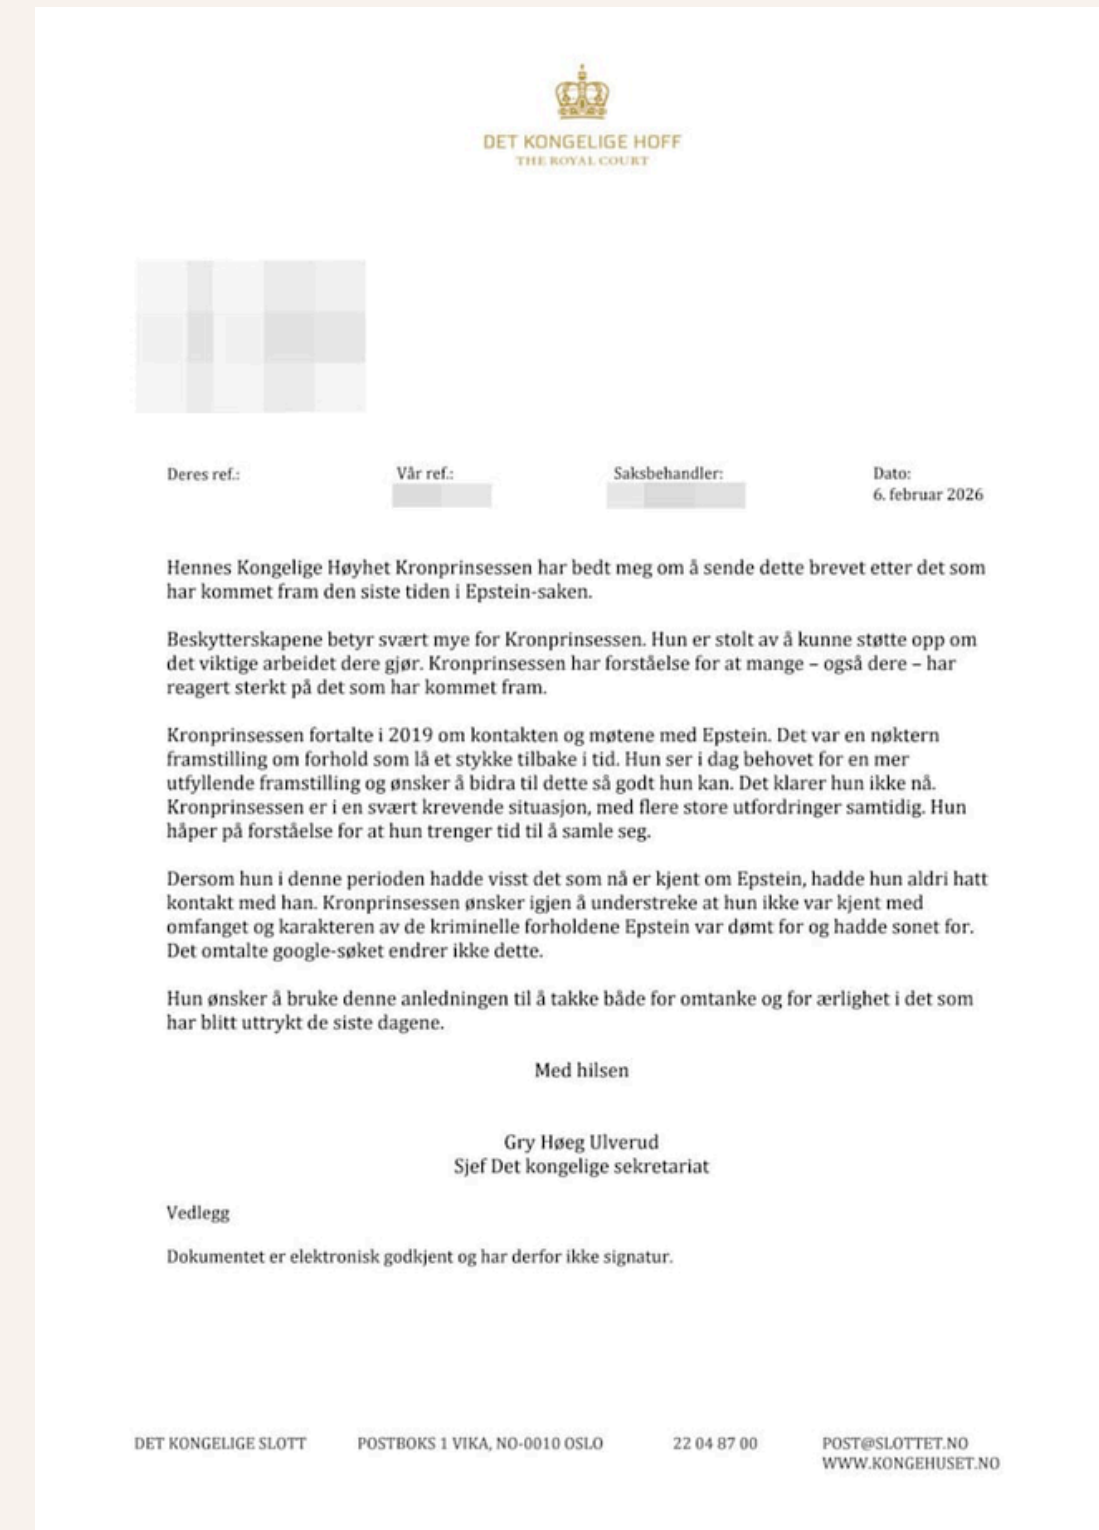 DET KONGELIGE HOFF
THE ROYAL COURT
Deres ref.:
Vår ref.:
Saksbehandler:
Dato:
6. februar 2026
Hennes Kongelige Høyhet Kronprinsessen har bedt meg om å sende dette brevet etter det som
har kommet fram den siste tiden i Epstein-saken.
Beskytterskapene betyr svært mye for Kronprinsessen. Hun er stolt av å kunne støtte opp om
det viktige arbeidet dere gjør. Kronprinsessen har forståelse for at mange – også dere – har
reagert sterkt på det som har kommet fram.
Kronprinsessen fortalte i 2019 om kontakten og møtene med Epstein. Det var en nøktern
framstilling om forhold som lå et stykke tilbake i tid. Hun ser i dag behovet for en mer
utfyllende framstilling og ønsker å bidra til dette så godt hun kan. Det klarer hun ikke nå.
Kronprinsessen er i en svært krevende situasjon, med flere store utfordringer samtidig. Hun
håper på forståelse for at hun trenger tid til å samle seg.
Dersom hun i denne perioden hadde visst det som nå er kjent om Epstein, hadde hun aldri hatt
kontakt med han. Kronprinsessen ønsker igjen å understreke at hun ikke var kjent med
omfanget og karakteren av de kriminelle forholdene Epstein var dømt for og hadde sonet for.
Det omtalte google-søket endrer ikke dette.
Hun ønsker å bruke denne anledningen til å takke både for omtanke og for ærlighet i det som
har blitt uttrykt de siste dagene.
Med hilsen
Gry Høeg Ulverud
Sjef Det kongelige sekretariat
Vedlegg
Dokumentet er elektronisk godkjent og har derfor ikke signatur.
DET KONGELIGE SLOTT
POSTBOKS 1 VIKA, NO-0010 OSLO
22 04 87 00
POST@SLOTTET.NO
WWW.KONGEHUSET.NO